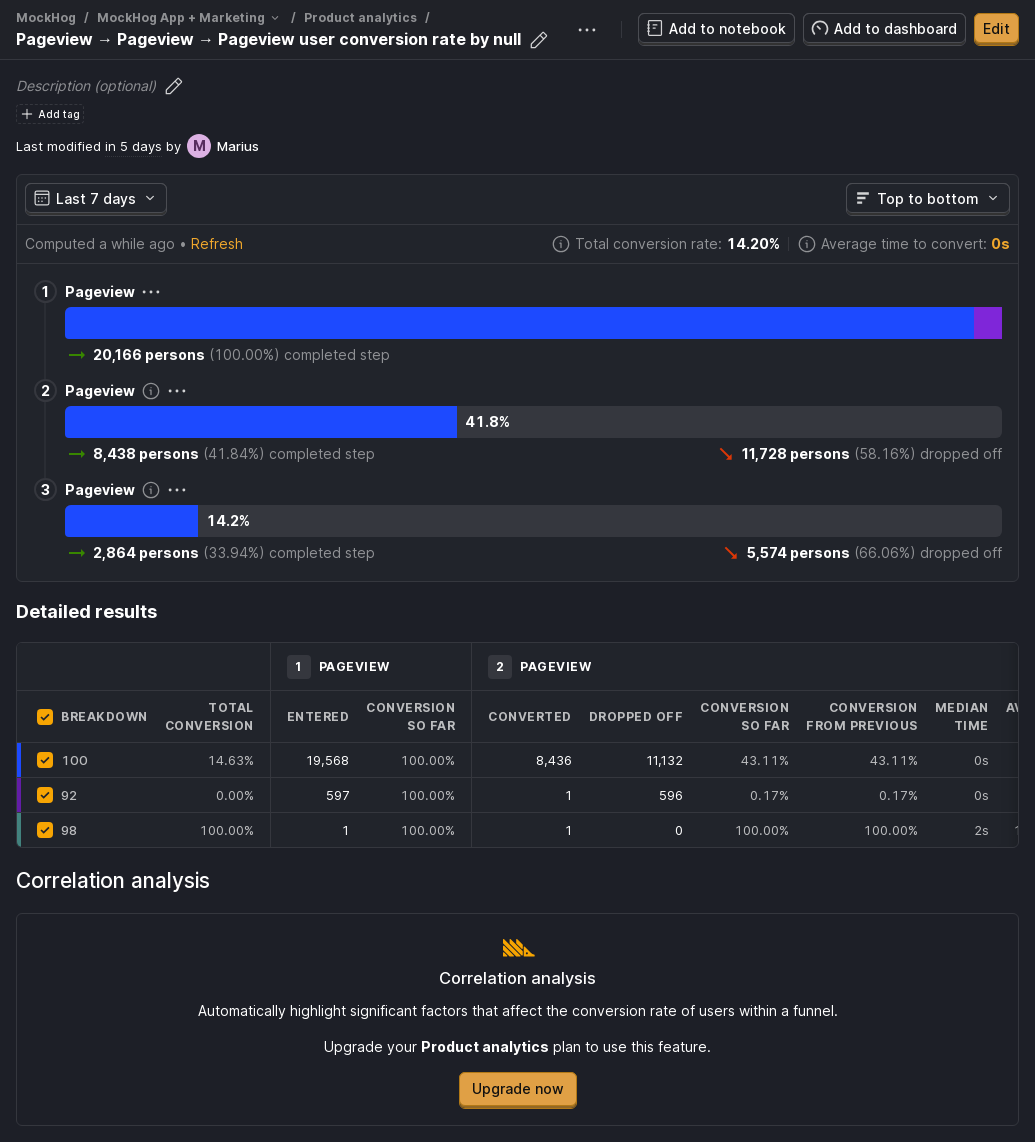 MockHog / MockHog App + Marketing / Product analytics /
Pageview → Pageview → Pageview user conversion rate by null
Add to notebook
Add to dashboard
Edit
Description (optional)
Add tag
Last modified in 5 days by M Marius
Last 7 days
Top to bottom
Computed a while ago • Refresh
Total conversion rate: 14.20%
Average time to convert: 0s
1 Pageview
20,166 persons (100.00%) completed step
2 Pageview
41.8%
8,438 persons (41.84%) completed step
11,728 persons (58.16%) dropped off
3 Pageview
14.2%
2,864 persons (33.94%) completed step
5,574 persons (66.06%) dropped off
Detailed results
1 PAGEVIEW
2 PAGEVIEW
BREAKDOWN
TOTAL
CONVERSION
ENTERED
CONVERSION
SO FAR
CONVERTED
DROPPED OFF
CONVERSION
SO FAR
CONVERSION
FROM PREVIOUS
MEDIAN
TIME
100 14.63% 19,568 100.00% 8,436 11,132 43.11% 43.11% 0s
92 0.00% 597 100.00% 1 596 0.17% 0.17% 0s
98 100.00% 1 100.00% 1 0 100.00% 100.00% 2s
Correlation analysis
Correlation analysis
Automatically highlight significant factors that affect the conversion rate of users within a funnel.
Upgrade your Product analytics plan to use this feature.
Upgrade now